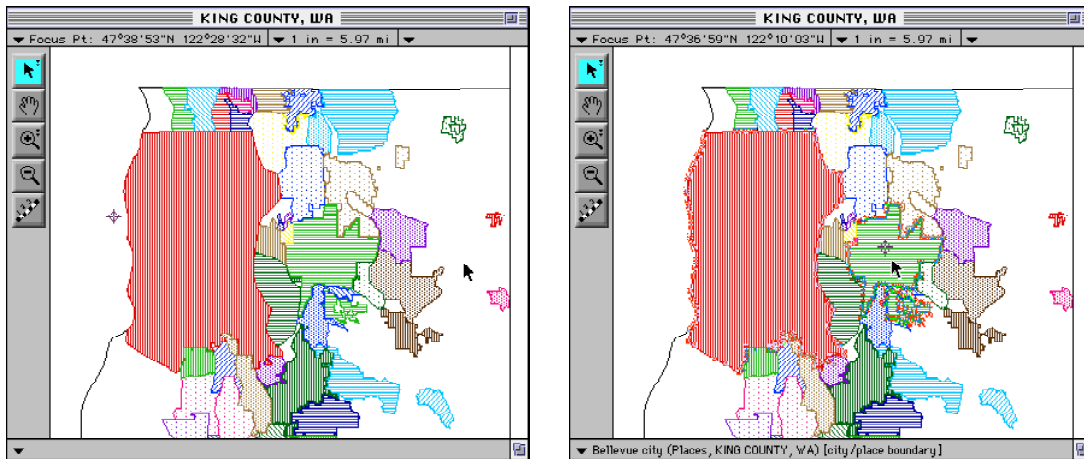 KING COUNTY, WA
Focus Pt: 47°38'53"N 122°28'32"W 1 in = 5.97 mi
KING COUNTY, WA
Focus Pt: 47°36'59"N 122°10'03"W 1 in = 5.97 mi
Bellevue city (Places, KING COUNTY, WA) [city/place boundary]